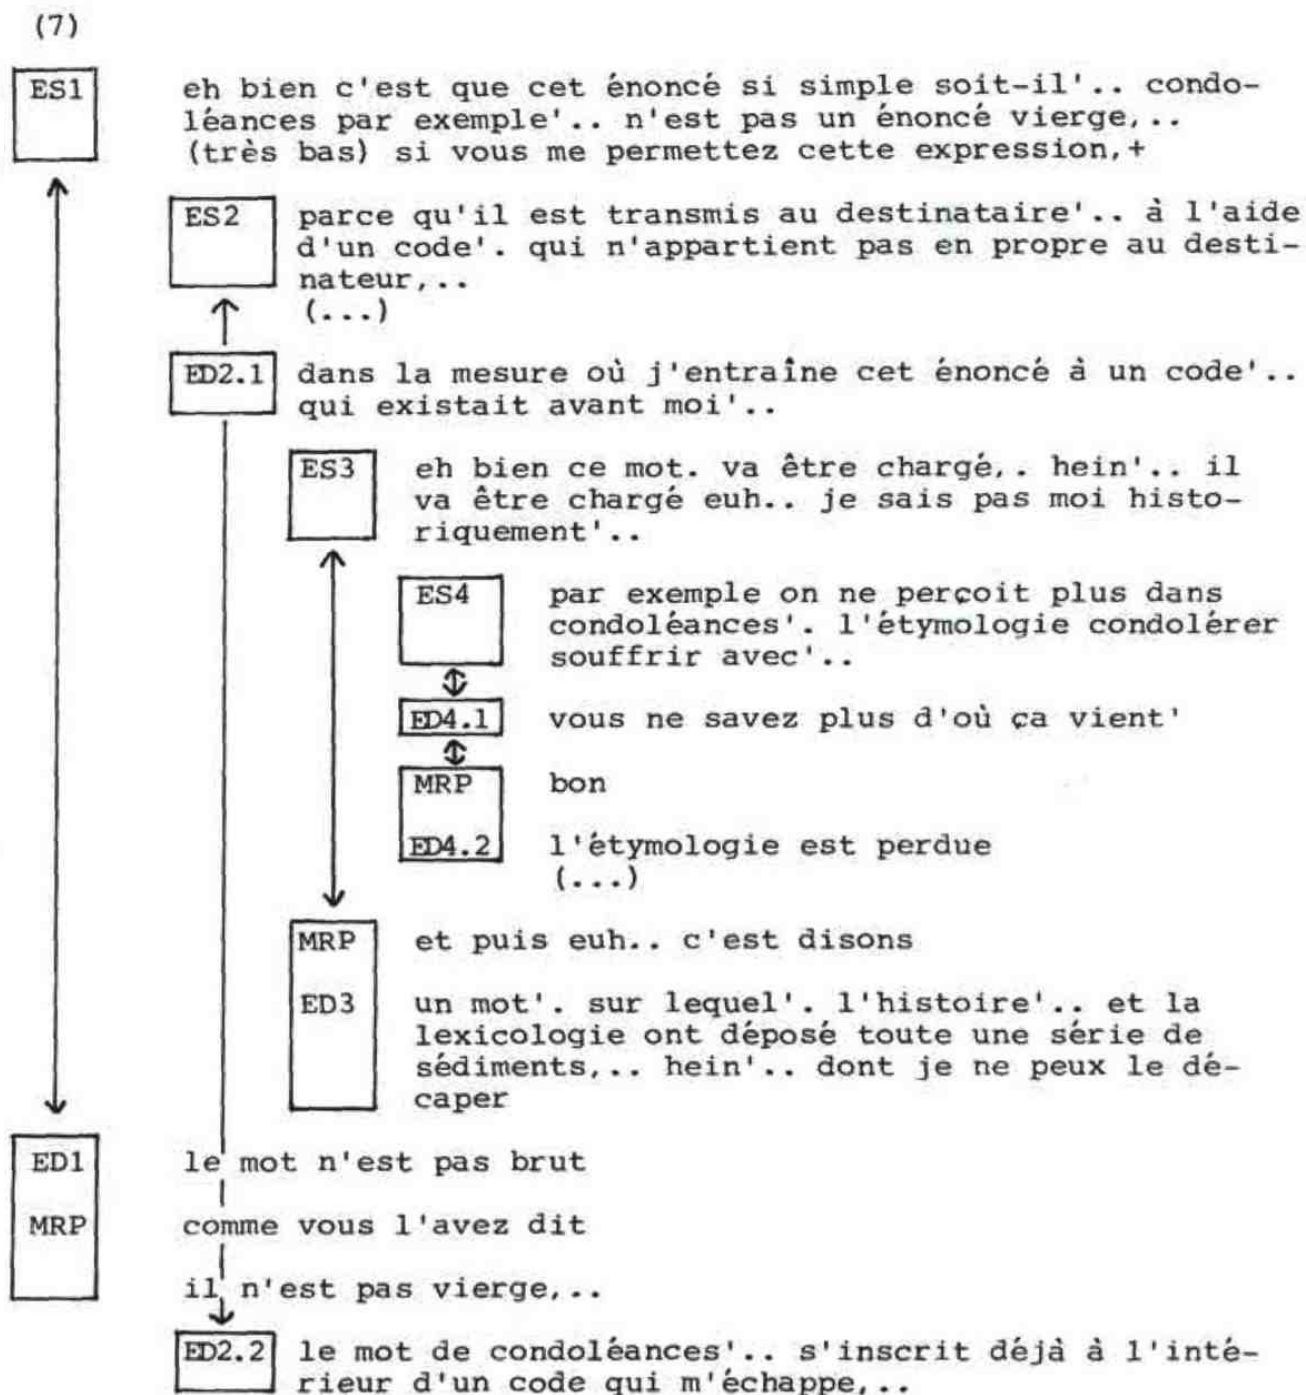 (7)
ES1 eh bien c'est que cet énoncé si simple soit-il'.. condo-
léances par exemple'.. n'est pas un énoncé vierge,..
(très bas) si vous me permettez cette expression,+
ES2 parce qu'il est transmis au destinataire'.. à l'aide
d'un code'. qui n'appartient pas en propre au desti-
nateur,..
(...)
ED2.1 dans la mesure où j'entraîne cet énoncé à un code'..
qui existait avant moi'..
ES3 eh bien ce mot. va être chargé,. hein'.. il
va être chargé euh.. je sais pas moi histo-
riquement'..
ES4 par exemple on ne perçoit plus dans
condoléances'. l'étymologie condolérer
souffrir avec'..
ED4.1 vous ne savez plus d'où ça vient'
MRP bon
ED4.2 l'étymologie est perdue
(...)
MRP et puis euh.. c'est disons
ED3 un mot'. sur lequel'. l'histoire'.. et la
lexicologie ont déposé toute une série de
sédiments,.. hein'.. dont je ne peux le dé-
caper
ED1 le mot n'est pas brut
MRP comme vous l'avez dit
il n'est pas vierge,..
ED2.2 le mot de condoléances'.. s'inscrit déjà à l'inté-
rieur d'un code qui m'échappe,..